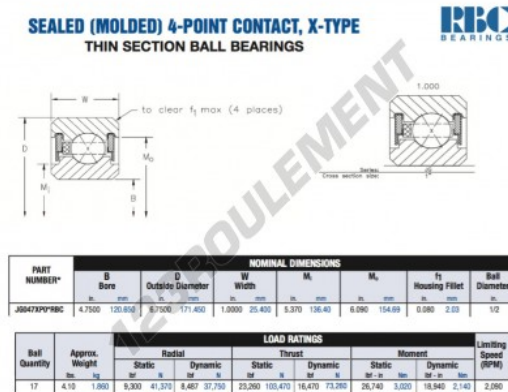 SEALED (MOLDED) 4-POINT CONTACT, X-TYPE
THIN SECTION BALL BEARINGS
RBC
BEARINGS
W
to clear f1 max (4 places)
D
Mo
Mi
B
1.000
Series:
Cross section size:
123ROULEMENT
NOMINAL DIMENSIONS
PART NUMBER* B Bore D Outside Diameter W Width Mi Mo f1 Housing Fillet Ball Diameter
in. mm in. mm in. mm in. mm in. mm in. mm in.
JG047XP0*RBC 4.7500 120.650 6.7500 171.450 1.0000 25.400 5.370 136.40 6.090 154.69 0.080 2.03 1/2
LOAD RATINGS
Ball Quantity Approx. Weight Radial Thrust Moment Limiting Speed (RPM)
Static Dynamic Static Dynamic Static Dynamic
lbs. kg lbf N lbf N lbf N lbf N lbf - in Nm lbf - in Nm
17 4.10 1.860 9,300 41,370 8,487 37,750 23,260 103,470 16,470 73,260 26,740 3,020 18,940 2,140 2,090